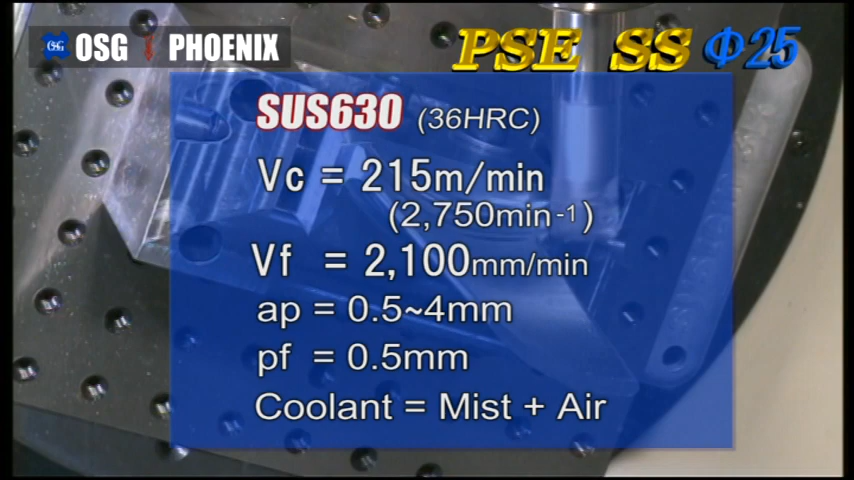 OSG OSG PHOENIX
PSE SS Φ25
SUS630 (36HRC)
Vc = 215m/min
(2,750min-1)
Vf = 2,100mm/min
ap = 0.5~4mm
pf = 0.5mm
Coolant = Mist + Air